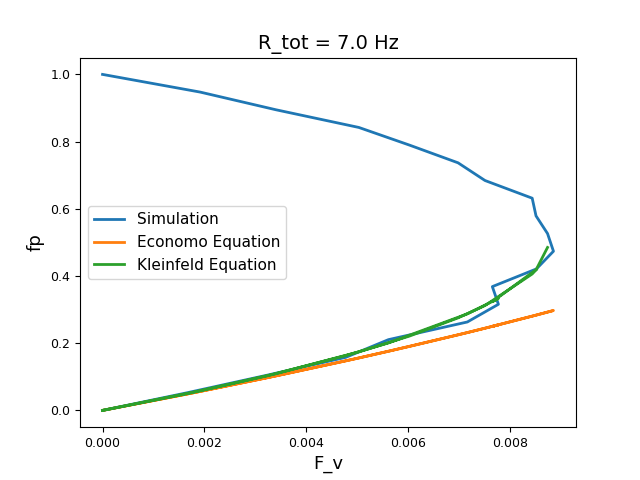 R_tot = 7.0 Hz
1.0
0.8
0.6
0.4
0.2
0.0
fp
Simulation
Economo Equation
Kleinfeld Equation
0.000 0.002 0.004 0.006 0.008
F_v